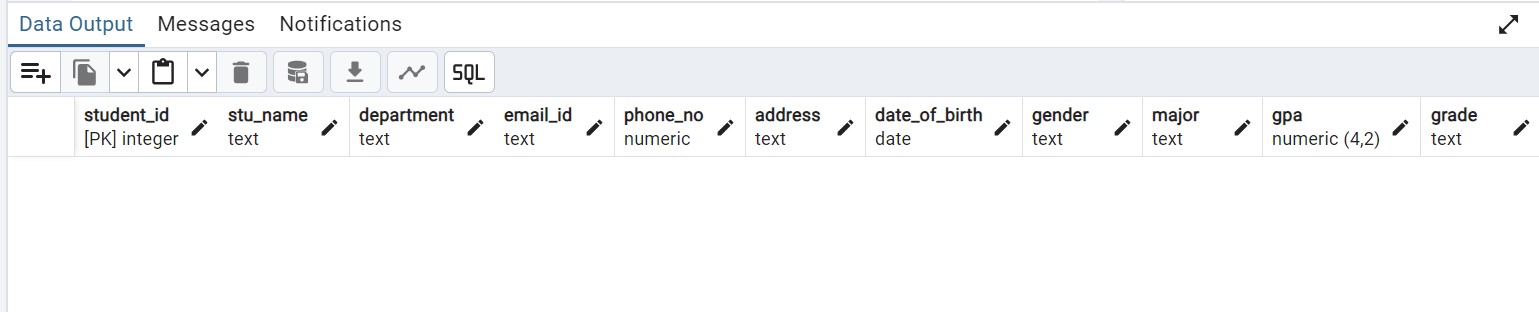 Data Output Messages Notifications
SQL
student_id stu_name department email_id phone_no address date_of_birth gender major gpa grade
[PK] integer text text text numeric text date text text numeric (4,2) text